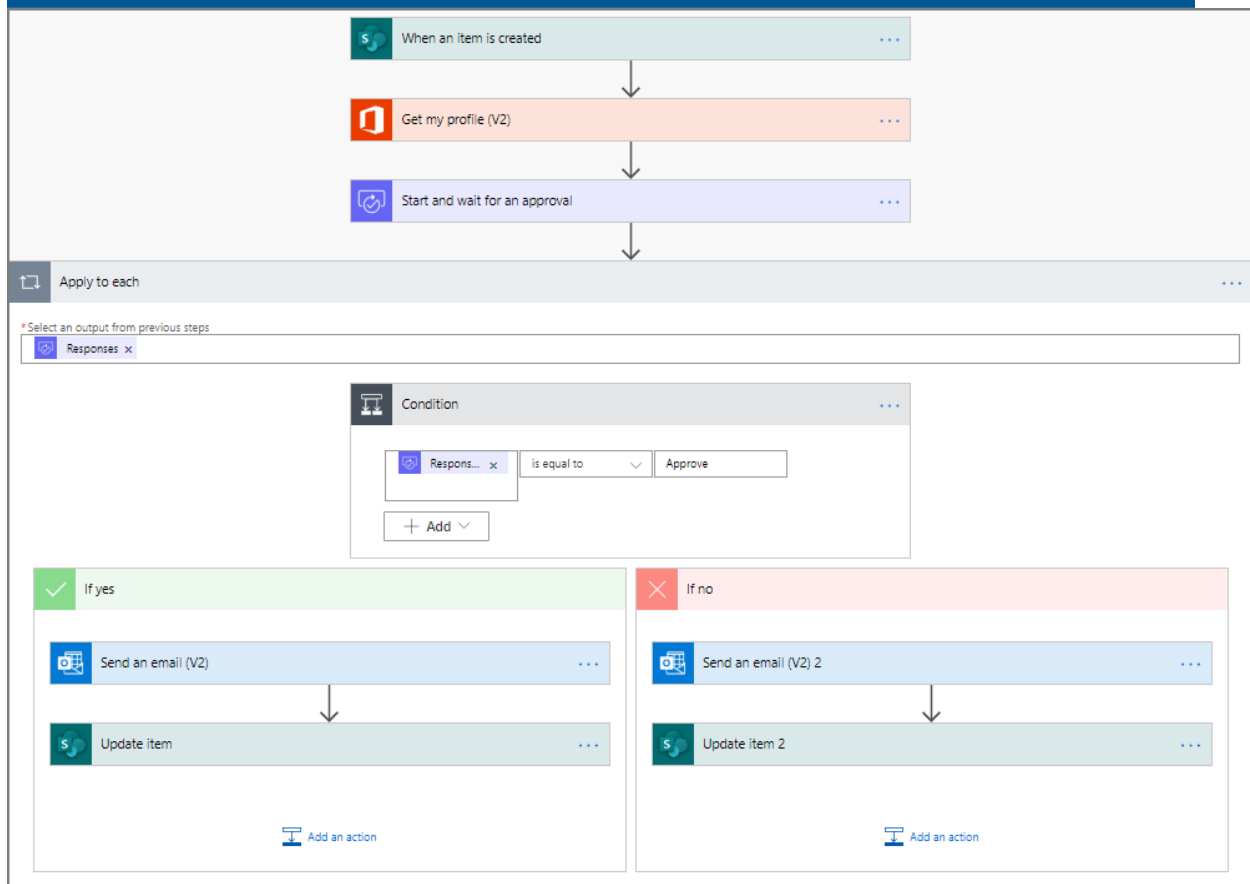 When an item is created
Get my profile (V2)
Start and wait for an approval
Apply to each
* Select an output from previous steps
Responses ×
Condition
Respons... × is equal to Approve
+ Add
If yes
If no
Send an email (V2)
Send an email (V2) 2
Update item
Update item 2
Add an action
Add an action